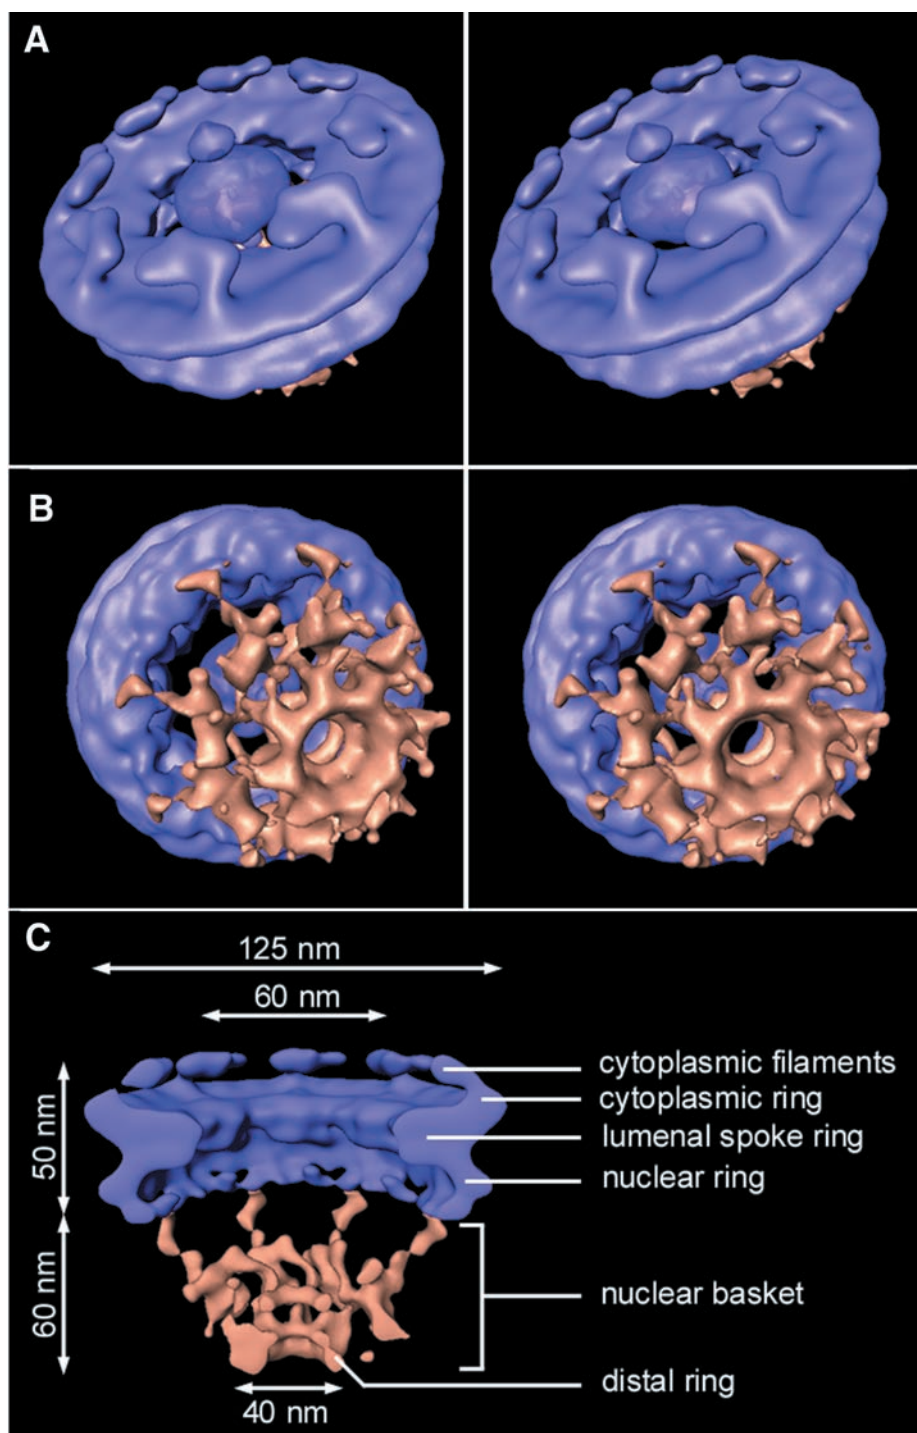 A
B
C
125 nm
60 nm
cytoplasmic filaments
cytoplasmic ring
50 nm
lumenal spoke ring
nuclear ring
60 nm
nuclear basket
distal ring
40 nm